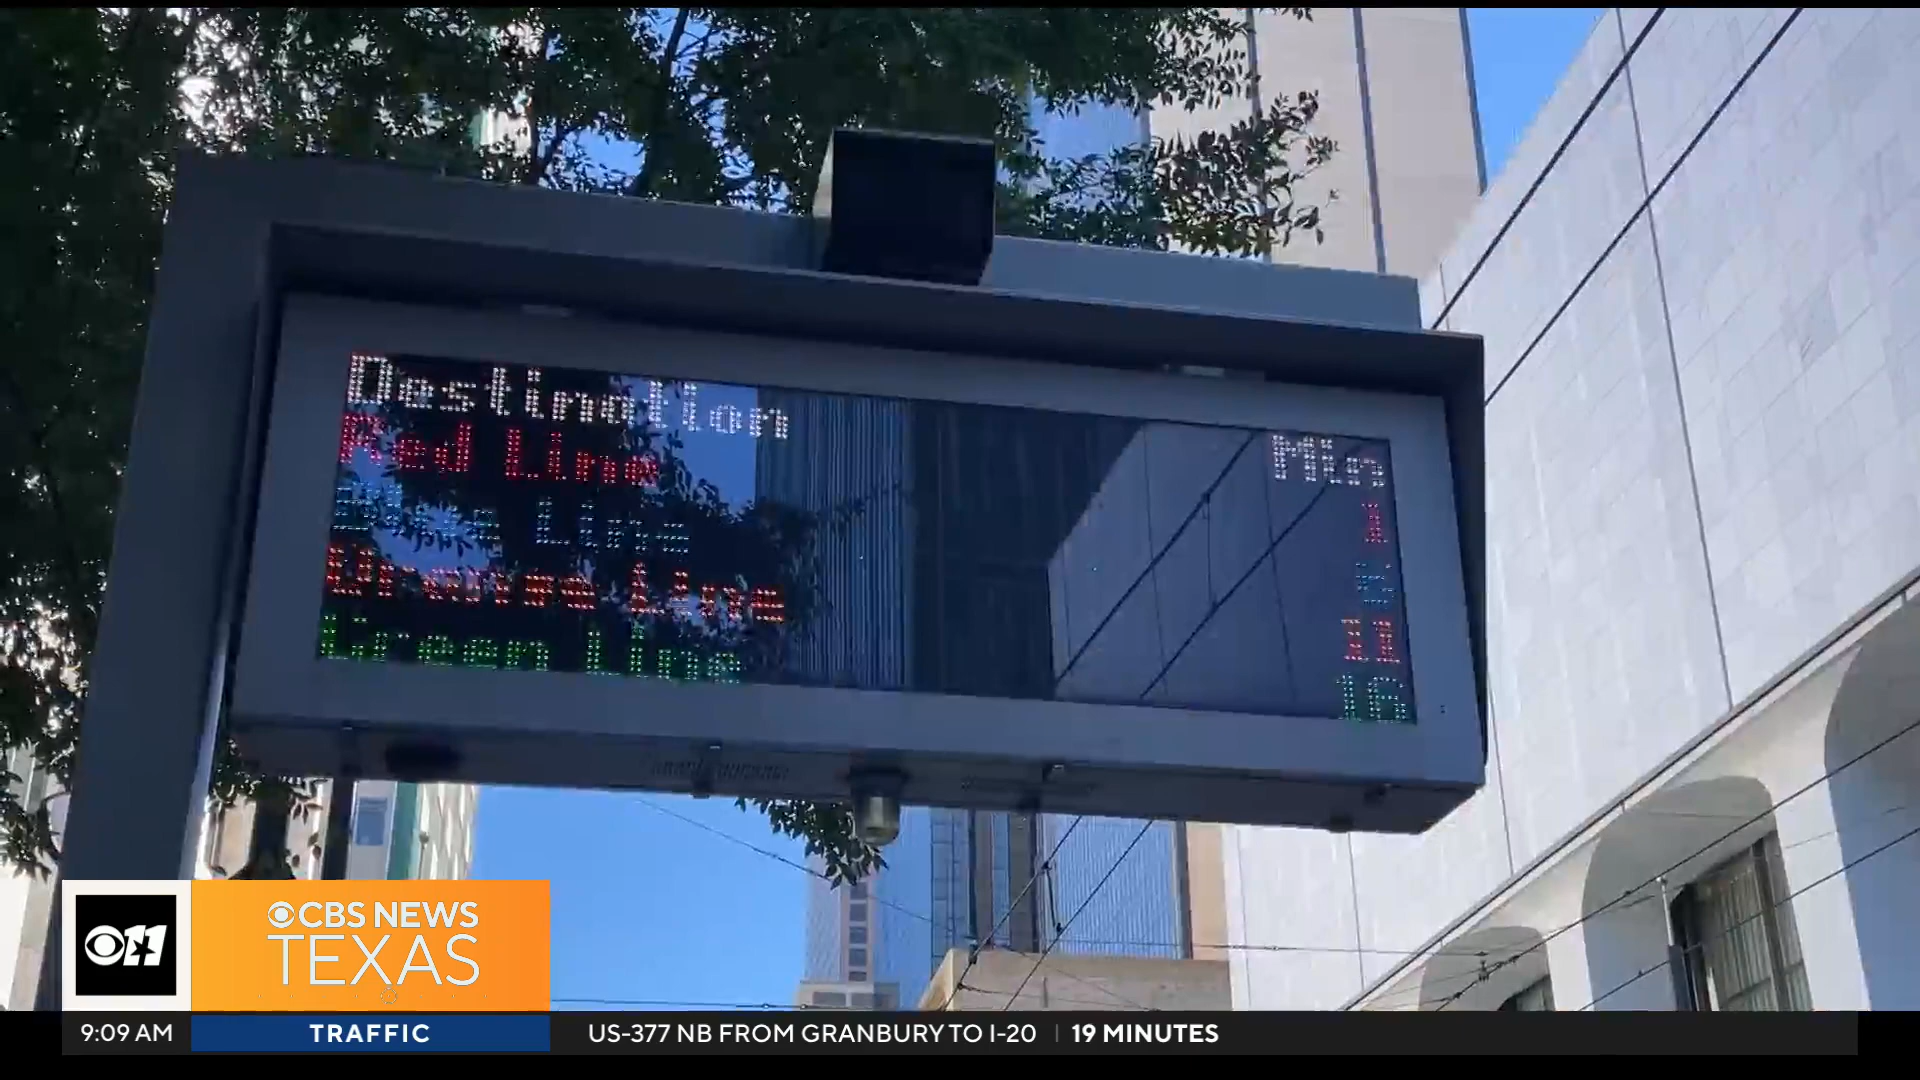 Destination Min
Red Line 1
Blue Line
Orange Line 11
Green Line 16
11
CBS NEWS
TEXAS
9:09 AM TRAFFIC US-377 NB FROM GRANBURY TO I-20 | 19 MINUTES